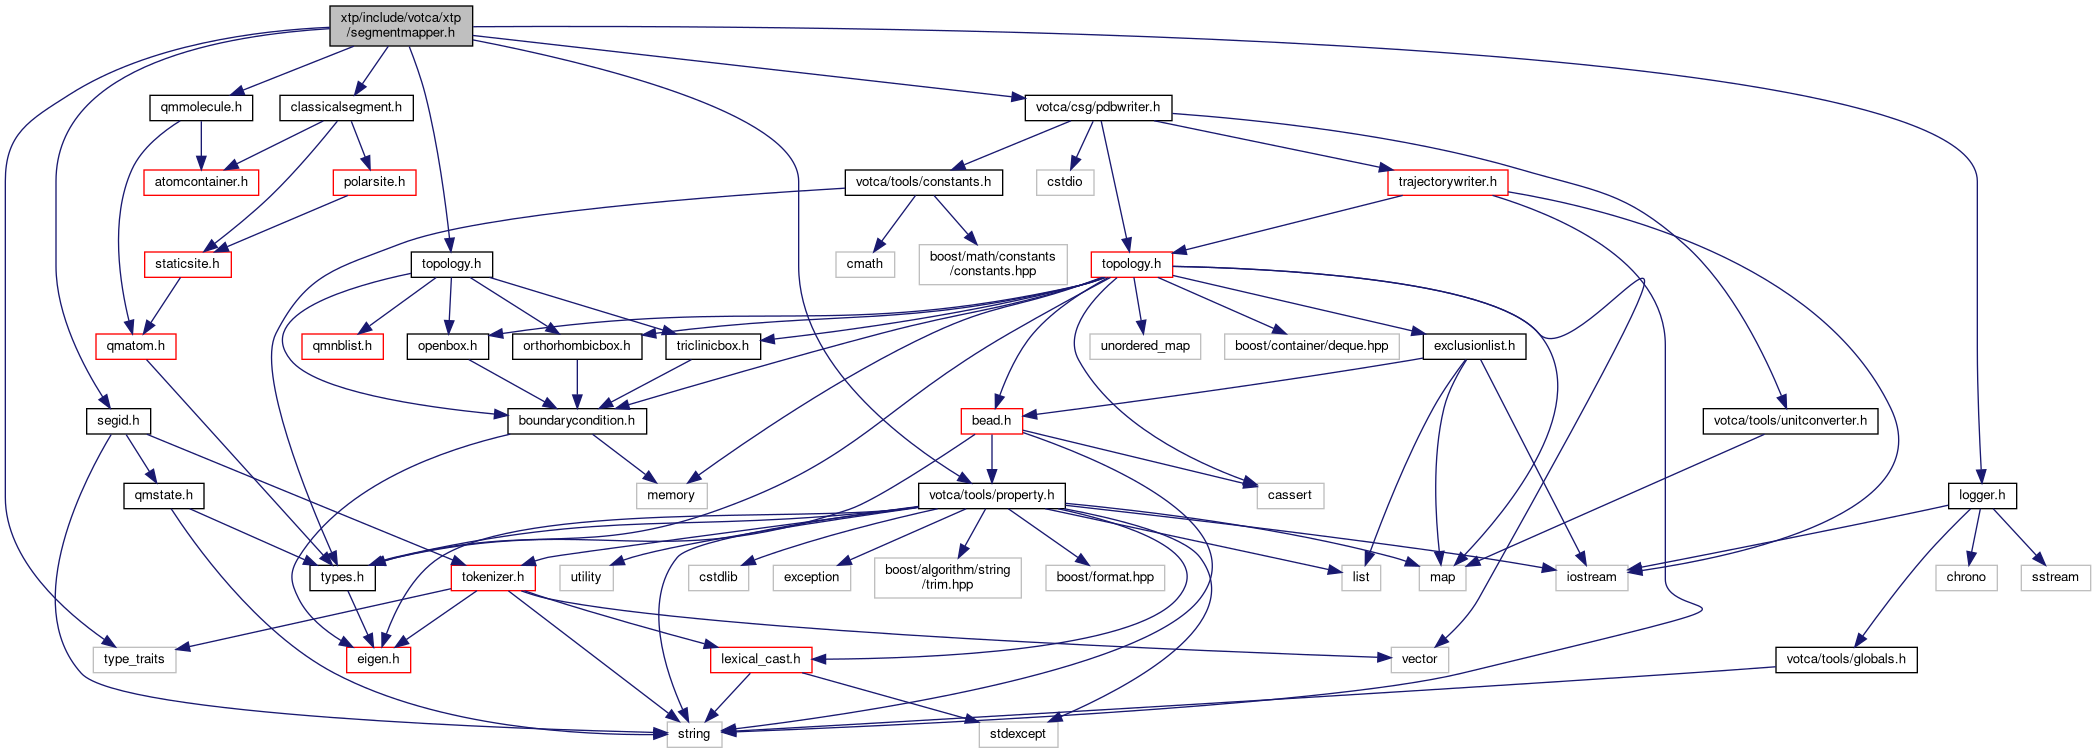 xtp/include/votca/xtp
/segmentmapper.h
qmmolecule.h
classicalsegment.h
votca/csg/pdbwriter.h
atomcontainer.h
polarsite.h
votca/tools/constants.h
cstdio
trajectorywriter.h
staticsite.h
topology.h
cmath
boost/math/constants
/constants.hpp
topology.h
qmatom.h
qmnblist.h
openbox.h
orthorhombicbox.h
triclinicbox.h
unordered_map
boost/container/deque.hpp
exclusionlist.h
segid.h
boundarycondition.h
bead.h
votca/tools/unitconverter.h
qmstate.h
memory
votca/tools/property.h
cassert
logger.h
types.h
tokenizer.h
utility
cstdlib
exception
boost/algorithm/string
/trim.hpp
boost/format.hpp
list
map
iostream
chrono
sstream
type_traits
eigen.h
lexical_cast.h
vector
votca/tools/globals.h
string
stdexcept